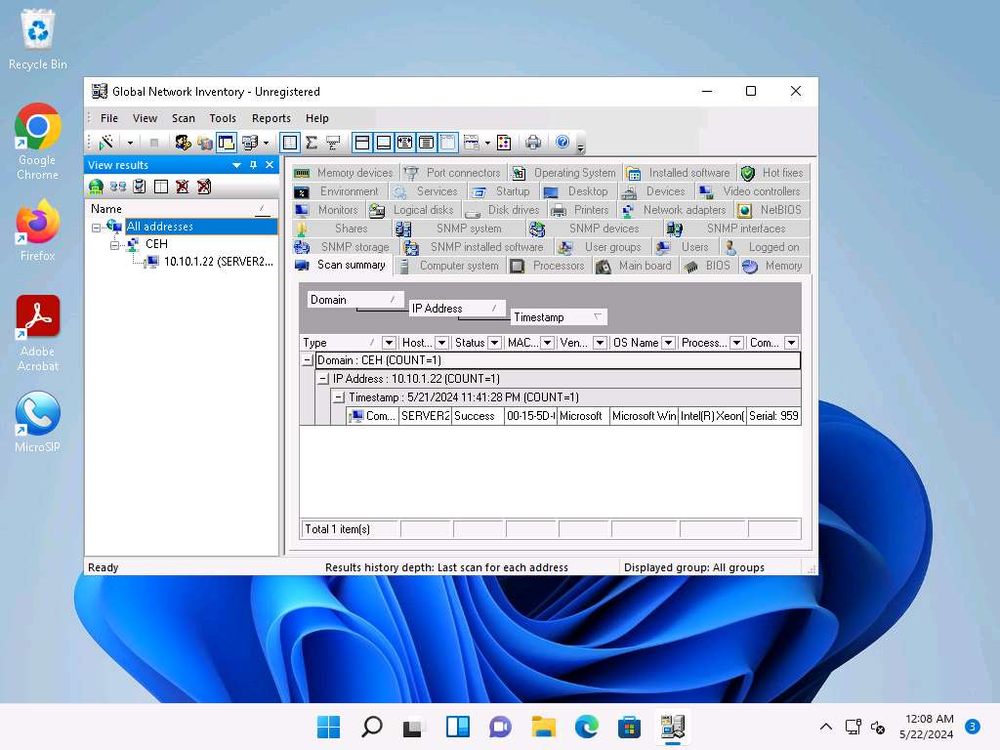 Recycle Bin
Google
Chrome
Firefox
Adobe
Acrobat
MicroSIP
Global Network Inventory - Unregistered
File View Scan Tools Reports Help
View results
Name
All addresses
CEH
10.10.1.22 (SERVER2...
Memory devices Port connectors Operating System Installed software Hot fixes
Environment Services Startup Desktop Devices Video controllers
Monitors Logical disks Disk drives Printers Network adapters NetBIOS
Shares SNMP system SNMP devices SNMP interfaces
SNMP storage SNMP installed software User groups Users Logged on
Scan summary Computer system Processors Main board BIOS Memory
Domain
IP Address
Timestamp
Type Host... Status MAC... Ven... OS Name Process... Com...
Domain : CEH (COUNT=1)
IP Address : 10.10.1.22 (COUNT=1)
Timestamp : 5/21/2024 11:41:28 PM (COUNT=1)
Com... SERVER2 Success 00-15-5D- Microsoft Microsoft Win Intel(R) Xeon( Serial: 959
Total 1 item(s)
Ready Results history depth: Last scan for each address Displayed group: All groups
12:08 AM
5/22/2024
3